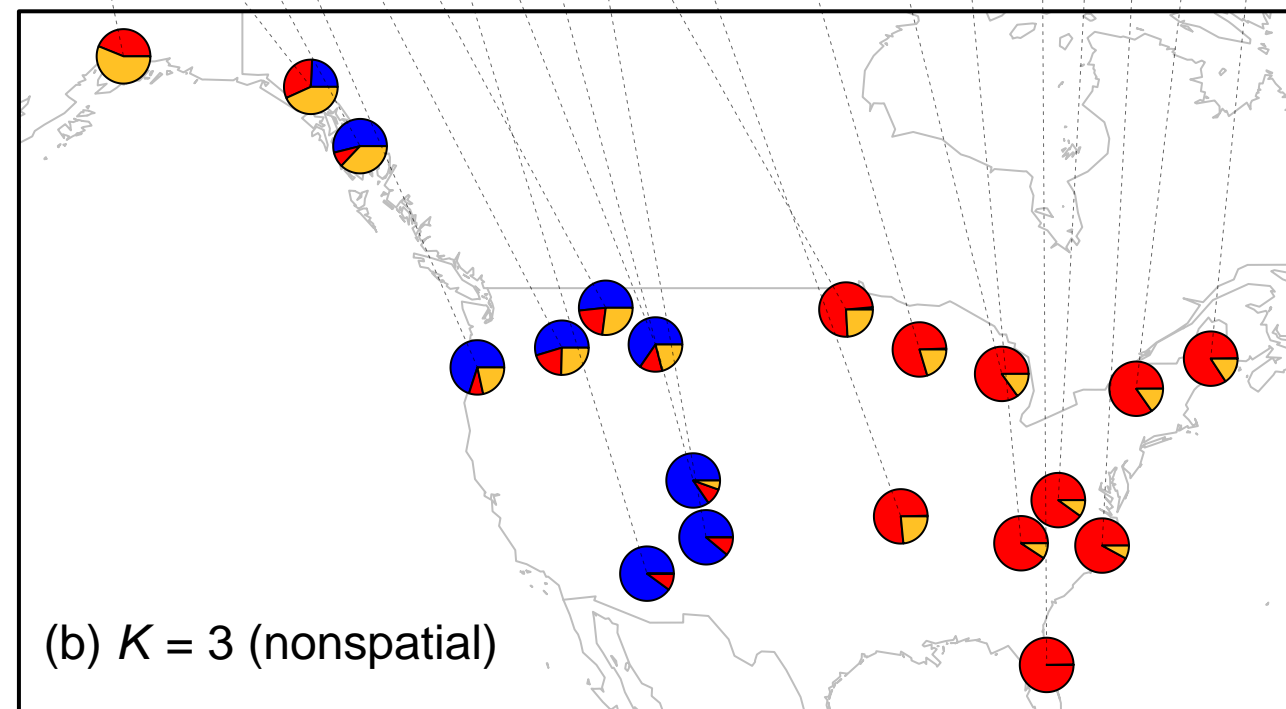 (b) K = 3 (nonspatial)